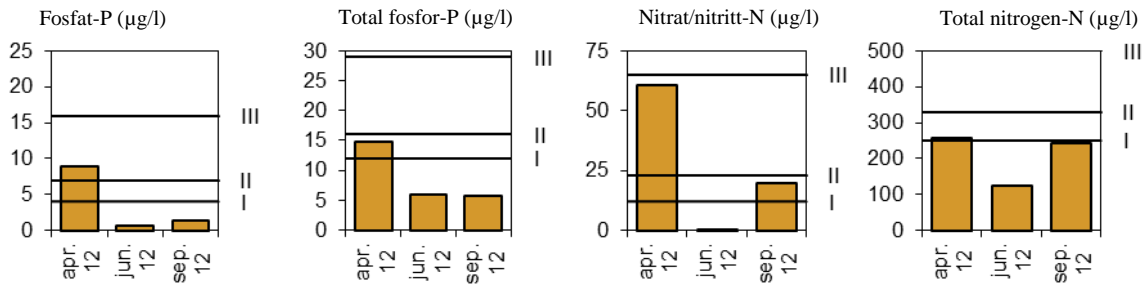 Fosfat-P (µg/l)
25
20
15
10
5
0
III
II
I
apr. 12
jun. 12
sep. 12
Total fosfor-P (µg/l)
30
25
20
15
10
5
0
III
II
I
apr. 12
jun. 12
sep. 12
Nitrat/nitritt-N (µg/l)
75
50
25
0
III
II
I
apr. 12
jun. 12
sep. 12
Total nitrogen-N (µg/l)
500
400
300
200
100
0
III
II
I
apr. 12
jun. 12
sep. 12